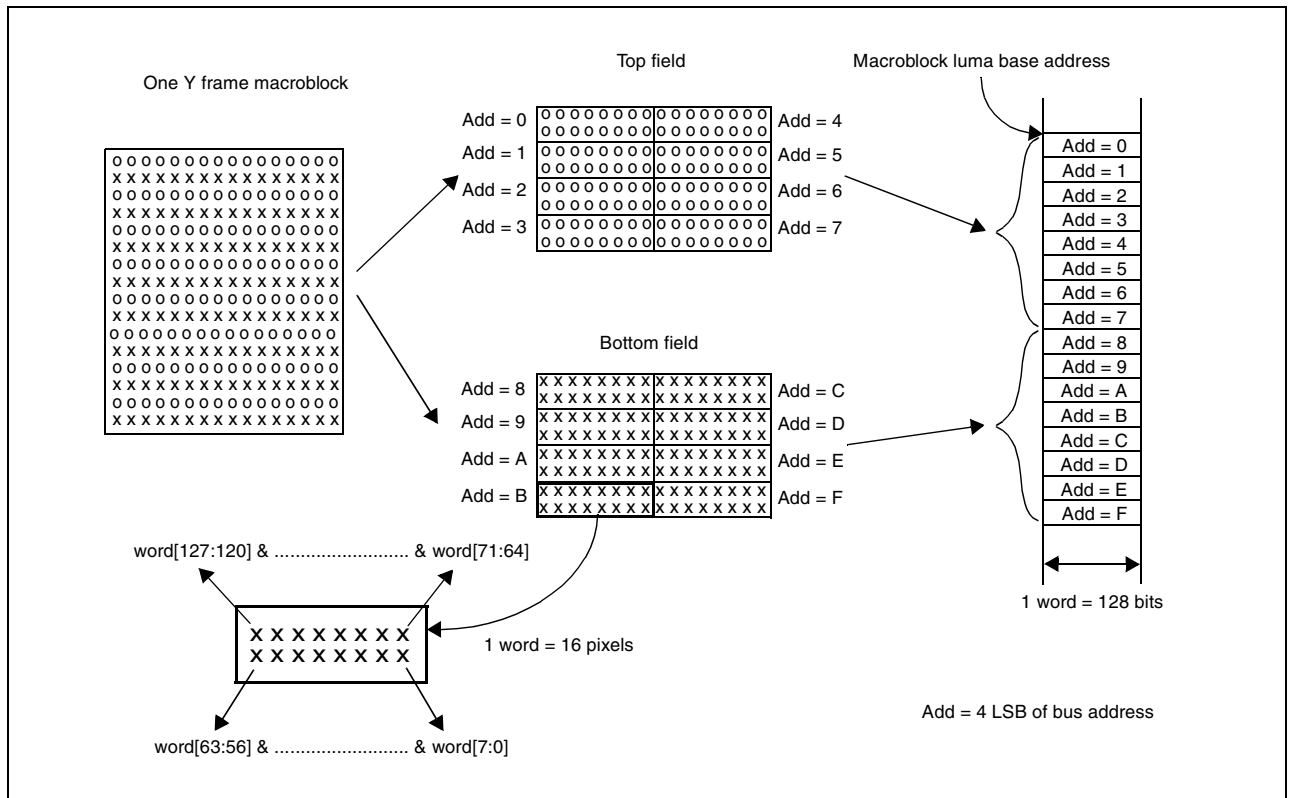 One Y frame macroblock
o o o o o o o o o o o o o o o o
x x x x x x x x x x x x x x x x
o o o o o o o o o o o o o o o o
x x x x x x x x x x x x x x x x
o o o o o o o o o o o o o o o o
x x x x x x x x x x x x x x x x
o o o o o o o o o o o o o o o o
x x x x x x x x x x x x x x x x
o o o o o o o o o o o o o o o o
x x x x x x x x x x x x x x x x
o o o o o o o o o o o o o o o o
x x x x x x x x x x x x x x x x
o o o o o o o o o o o o o o o o
x x x x x x x x x x x x x x x x
o o o o o o o o o o o o o o o o
x x x x x x x x x x x x x x x x
Top field
Add = 0 o o o o o o o o o o o o o o o o Add = 4
o o o o o o o o o o o o o o o o
Add = 1 o o o o o o o o o o o o o o o o Add = 5
o o o o o o o o o o o o o o o o
Add = 2 o o o o o o o o o o o o o o o o Add = 6
o o o o o o o o o o o o o o o o
Add = 3 o o o o o o o o o o o o o o o o Add = 7
o o o o o o o o o o o o o o o o
Bottom field
Add = 8 x x x x x x x x x x x x x x x x Add = C
x x x x x x x x x x x x x x x x
Add = 9 x x x x x x x x x x x x x x x x Add = D
x x x x x x x x x x x x x x x x
Add = A x x x x x x x x x x x x x x x x Add = E
x x x x x x x x x x x x x x x x
Add = B x x x x x x x x x x x x x x x x Add = F
x x x x x x x x x x x x x x x x
Macroblock luma base address
Add = 0
Add = 1
Add = 2
Add = 3
Add = 4
Add = 5
Add = 6
Add = 7
Add = 8
Add = 9
Add = A
Add = B
Add = C
Add = D
Add = E
Add = F
1 word = 128 bits
word[127:120] & .......................... & word[71:64]
x x x x x x x x
x x x x x x x x
1 word = 16 pixels
word[63:56] & .......................... & word[7:0]
Add = 4 LSB of bus address